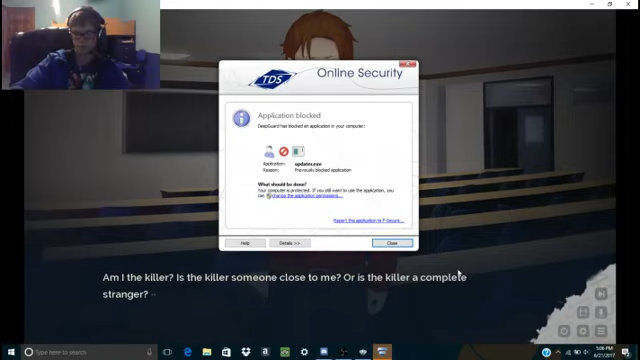 TDS
Online Security
Application blocked
DeepGuard has blocked an application in your computer:
Application: updater.exe
Reason: Previously blocked application
What should be done?
Your computer is protected. If you still want to use the application, you
can change the application permissions...
Report the application to F-Secure...
Help
Details >>
Close
Am I the killer? Is the killer someone close to me? Or is the killer a complete
stranger?
Type here to search
5:06 PM
6/21/2017